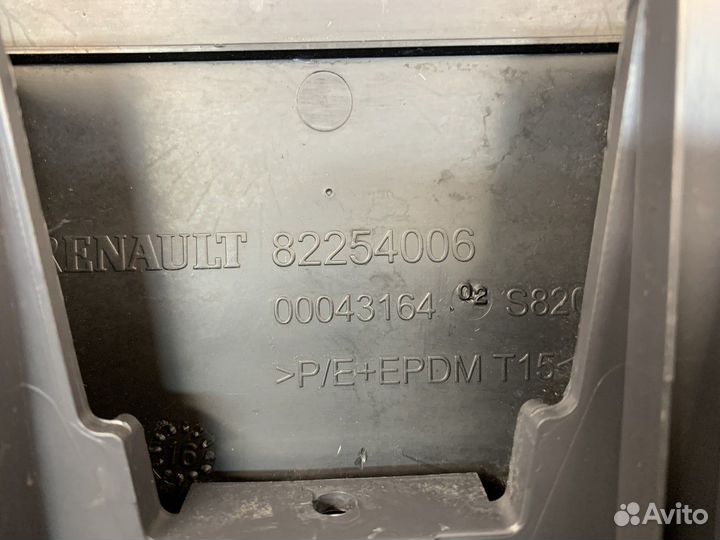 RENAULT 82254006
00043164 02 S820
>P/E+EPDM T15<
16
Avito